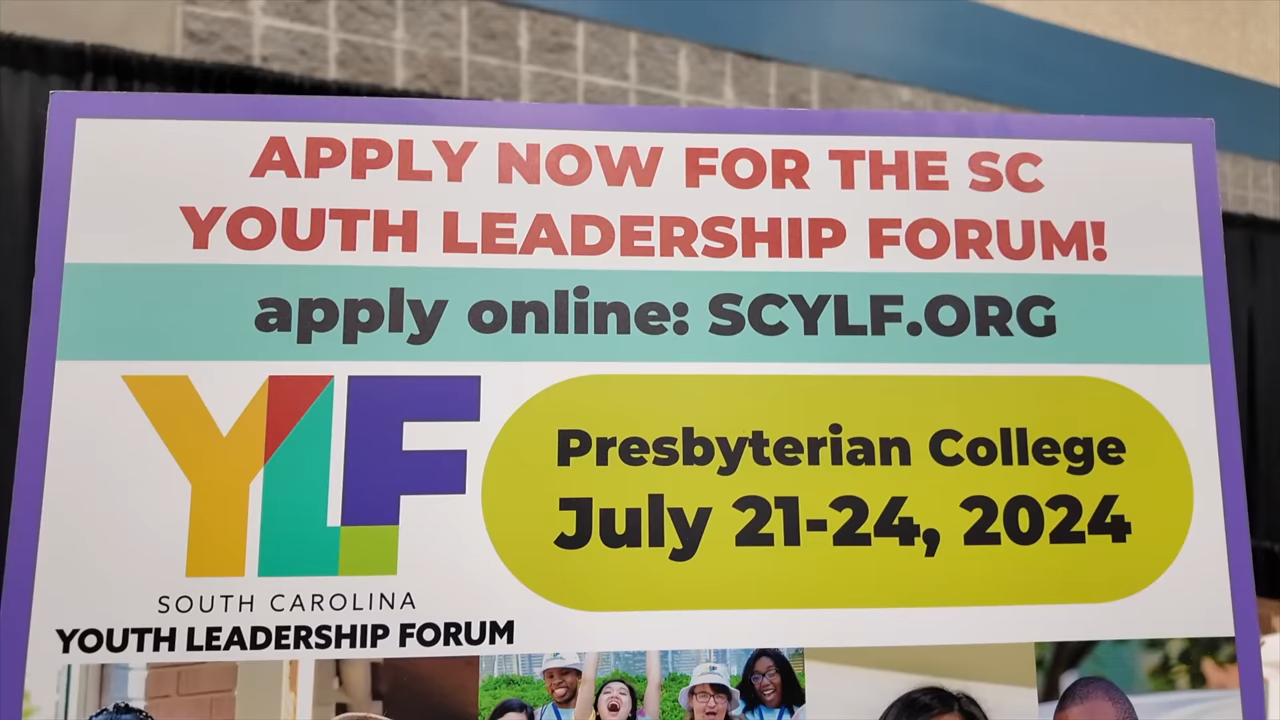 APPLY NOW FOR THE SC
YOUTH LEADERSHIP FORUM!
apply online: SCYLF.ORG
YLF
SOUTH CAROLINA
YOUTH LEADERSHIP FORUM
Presbyterian College
July 21-24, 2024